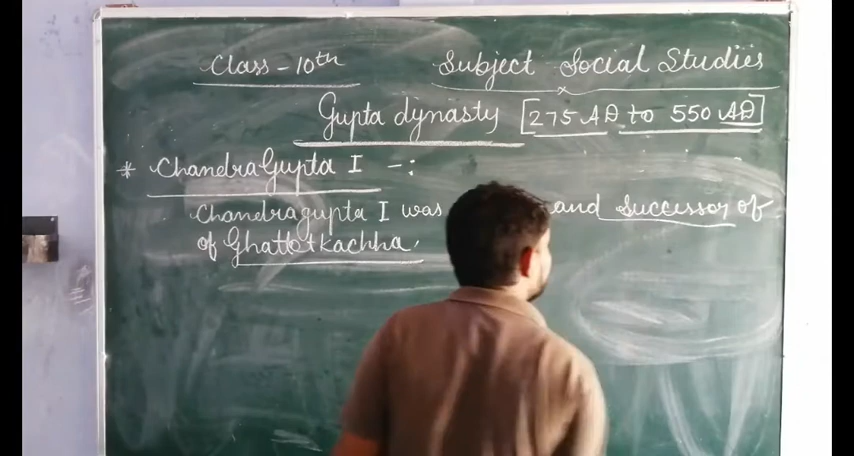 Class - 10th
Subject Social Studies
Gupta dynasty [275 AD to 550 AD]
* ChandraGupta I -:
Chandragupta I was and successor of
of Ghattotkachha.